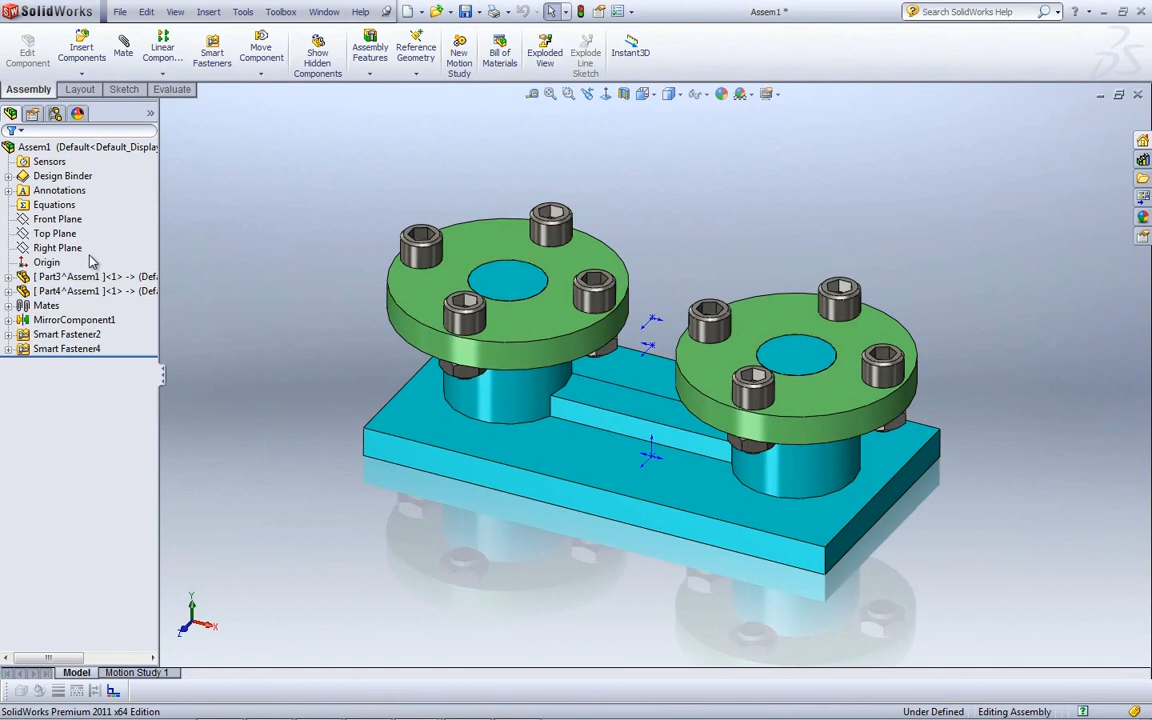 SolidWorks File Edit View Insert Tools Toolbox Window Help Assem1 * Search SolidWorks Help
Edit Component
Insert Components
Mate
Linear Compon...
Smart Fasteners
Move Component
Show Hidden Components
Assembly Features
Reference Geometry
New Motion Study
Bill of Materials
Exploded View
Explode Line Sketch
Instant3D
Assembly Layout Sketch Evaluate
Assem1 (Default<Default_Display
Sensors
Design Binder
Annotations
Equations
Front Plane
Top Plane
Right Plane
Origin
[ Part3^Assem1 ]<1> -> (Defa
[ Part4^Assem1 ]<1> -> (Defa
Mates
MirrorComponent1
Smart Fastener2
Smart Fastener4
Y
Z X
Model Motion Study 1
SolidWorks Premium 2011 x64 Edition Under Defined Editing Assembly